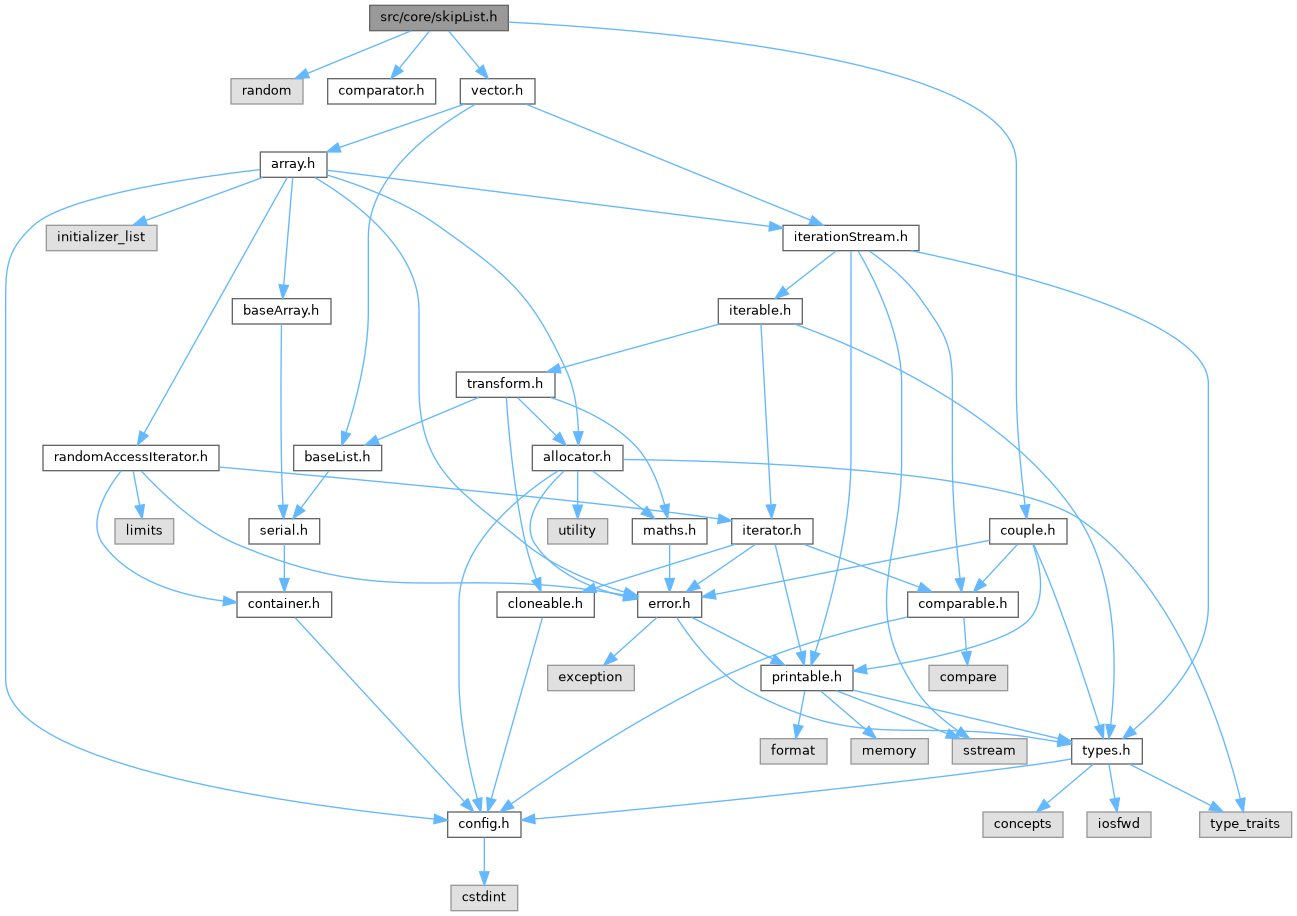 src/core/skipList.h
random
comparator.h
vector.h
array.h
initializer_list
iterationStream.h
baseArray.h
iterable.h
transform.h
randomAccessIterator.h
baseList.h
allocator.h
limits
serial.h
utility
maths.h
iterator.h
couple.h
container.h
cloneable.h
error.h
comparable.h
exception
printable.h
compare
format
memory
sstream
types.h
config.h
concepts
iosfwd
type_traits
cstdint